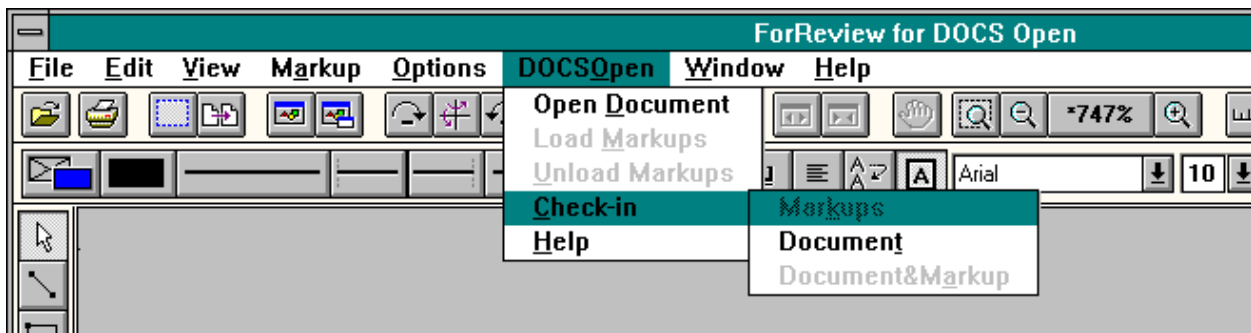 ForReview for DOCS Open
File Edit View Markup Options DOCSOpen Window Help
Open Document
*747%
Load Markups
Unload Markups
A Arial 10
Check-in Markups
Help Document
Document&Markup